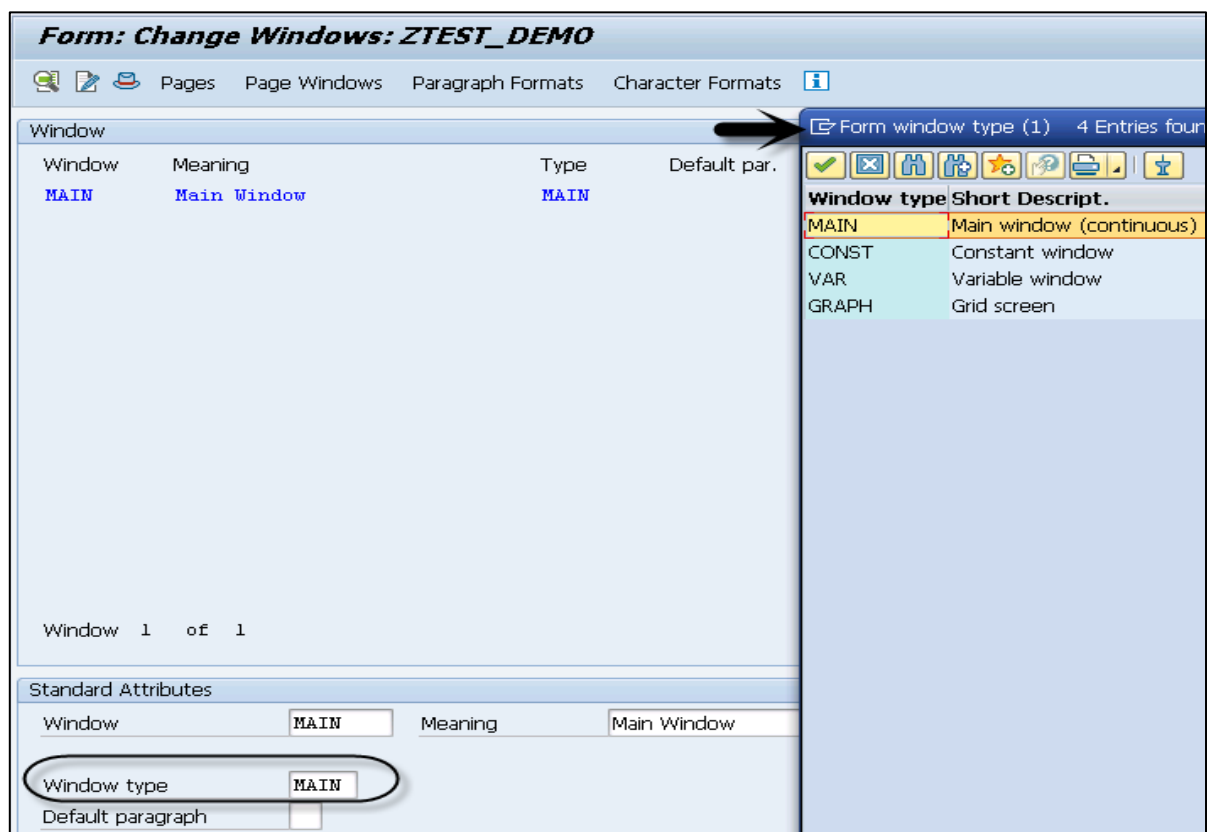 Form: Change Windows: ZTEST_DEMO
Pages Page Windows Paragraph Formats Character Formats
Window
Window Meaning Type Default par.
MAIN Main Window MAIN
Window 1 of 1
Standard Attributes
Window MAIN Meaning Main Window
Window type MAIN
Default paragraph
Form window type (1) 4 Entries foun
Window type Short Descript.
MAIN Main window (continuous)
CONST Constant window
VAR Variable window
GRAPH Grid screen